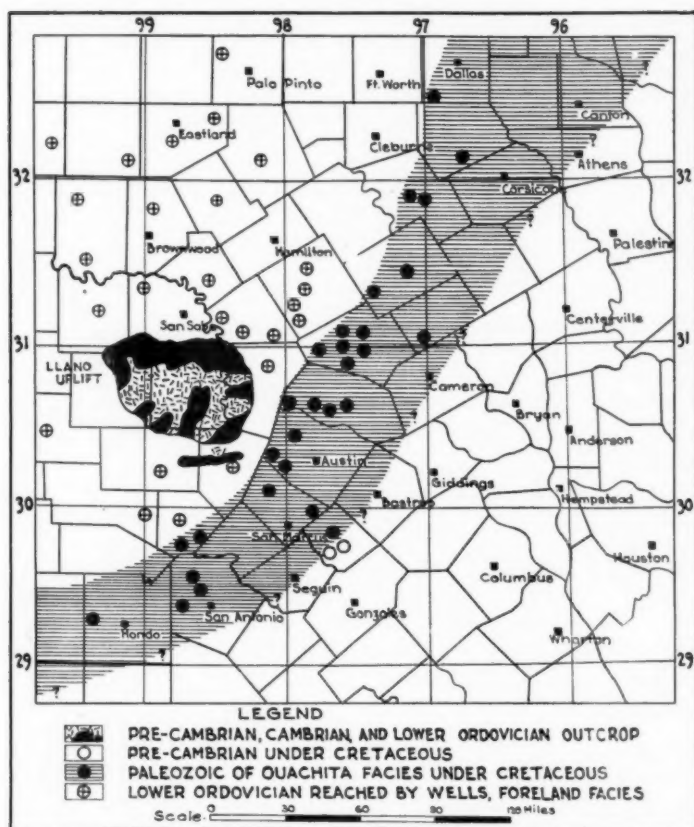 99 98 97 96
Palo Pinto
Ft. Worth
Dallas
?
Eastland
Canton
Cleburne
?
Athens
32 32
Corsicana
?
Brownwood
Hamilton
Palestine
San Saba
Centerville
31 31
?
LLANO
UPLIFT
Cameron
Bryan
?
Anderson
Austin
Giddings
30 Bastrop Hempstead 30
?
San Marcos
Houston
Seguin
Columbus
San Antonio
?
Gonzales
Hondo
Wharton
29 ? 29
?
LEGEND
PRE-CAMBRIAN, CAMBRIAN, AND LOWER ORDOVICIAN OUTCROP
PRE-CAMBRIAN UNDER CRETACEOUS
PALEOZOIC OF OUACHITA FACIES UNDER CRETACEOUS
LOWER ORDOVICIAN REACHED BY WELLS, FORELAND FACIES
Scale 0 30 60 90 120 Miles